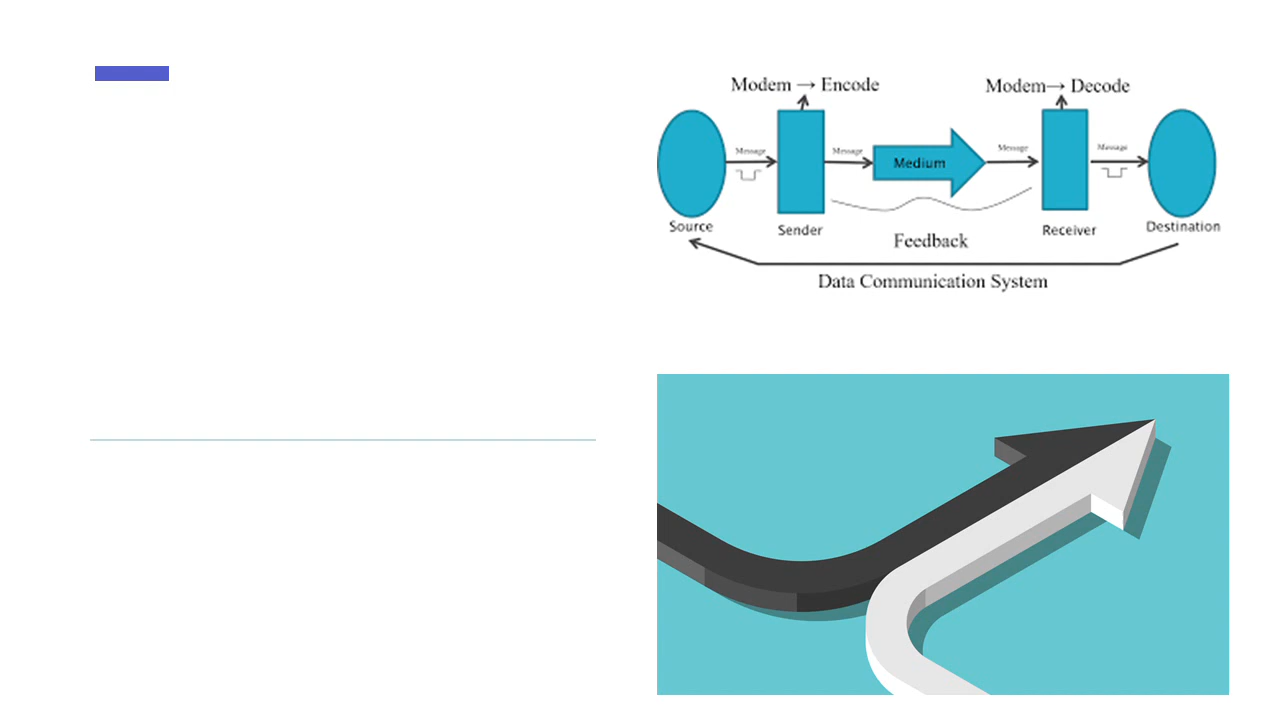 Modem → Encode
Modem→ Decode
Message
Message
Medium
Message
Message
Source
Sender
Feedback
Receiver
Destination
Data Communication System